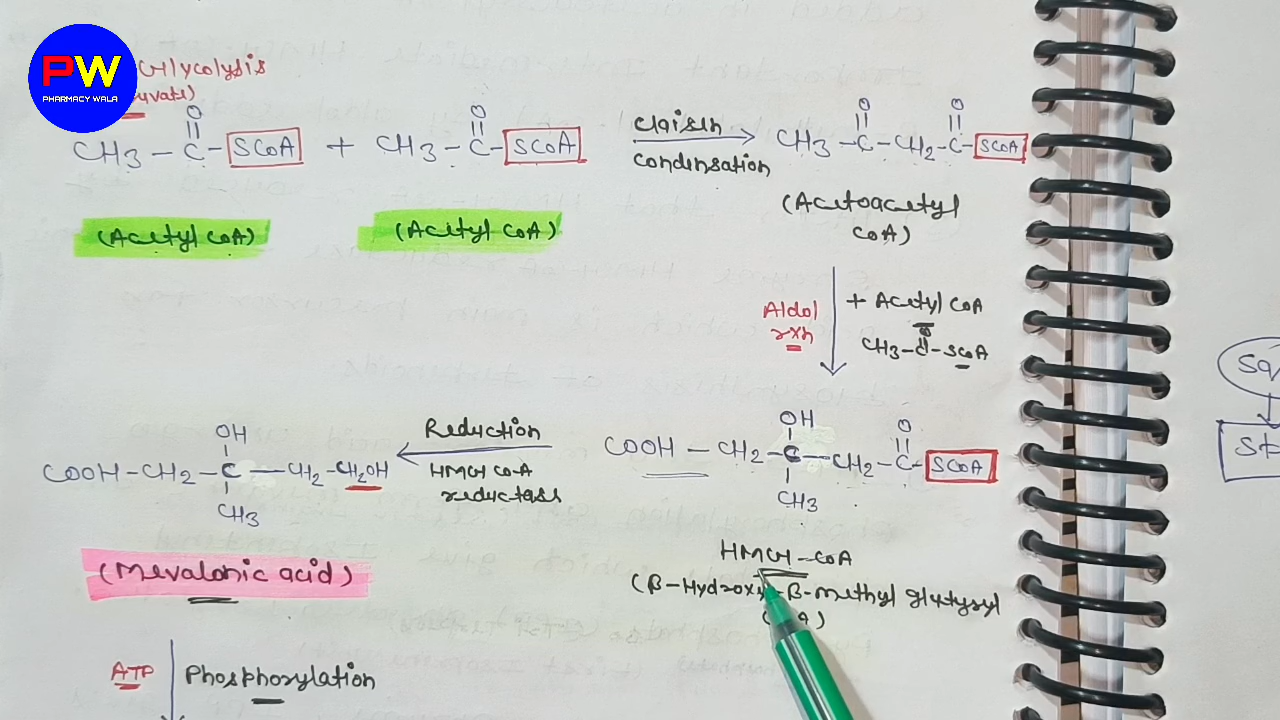 PW
PHARMACY WALA
Glycolysis
O O O O
CH3 – C – SCOA + CH3 – C – SCOA Claisen CH3 – C – CH2 – C – SCOA
condensation
(Acetyl COA) (Acetyl COA) (Acetoacetyl
COA)
Aldol + Acetyl COA
rxn CH3–C–SCOA
O
OH OH O
COOH – CH2 – C – CH2 – CH2OH Reduction COOH – CH2 – C – CH2 – C – SCOA
HMG COA
reductase
CH3 CH3
(Mevalonic acid) HMG – COA
(B – Hydroxy – B – methyl glutyryl
ATP Phosphorylation